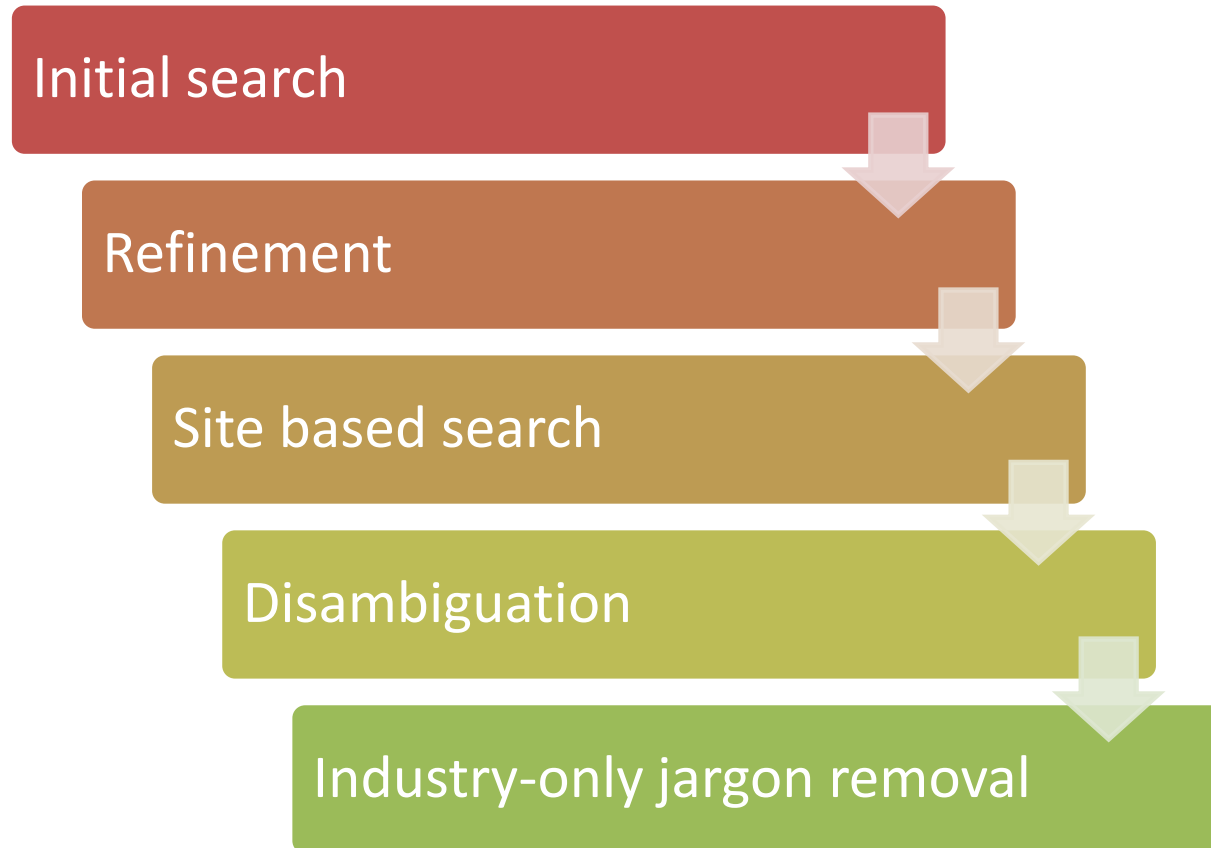 Initial search
Refinement
Site based search
Disambiguation
Industry-only jargon removal